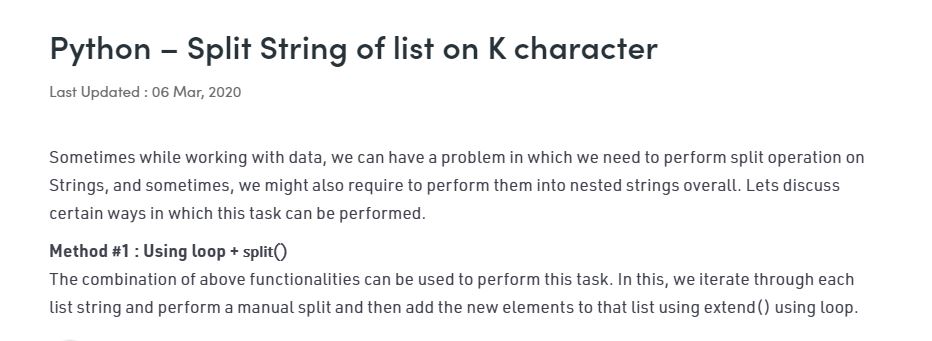 Python – Split String of list on K character
Last Updated : 06 Mar, 2020
Sometimes while working with data, we can have a problem in which we need to perform split operation on
Strings, and sometimes, we might also require to perform them into nested strings overall. Lets discuss
certain ways in which this task can be performed.
Method #1 : Using loop + split()
The combination of above functionalities can be used to perform this task. In this, we iterate through each
list string and perform a manual split and then add the new elements to that list using extend() using loop.